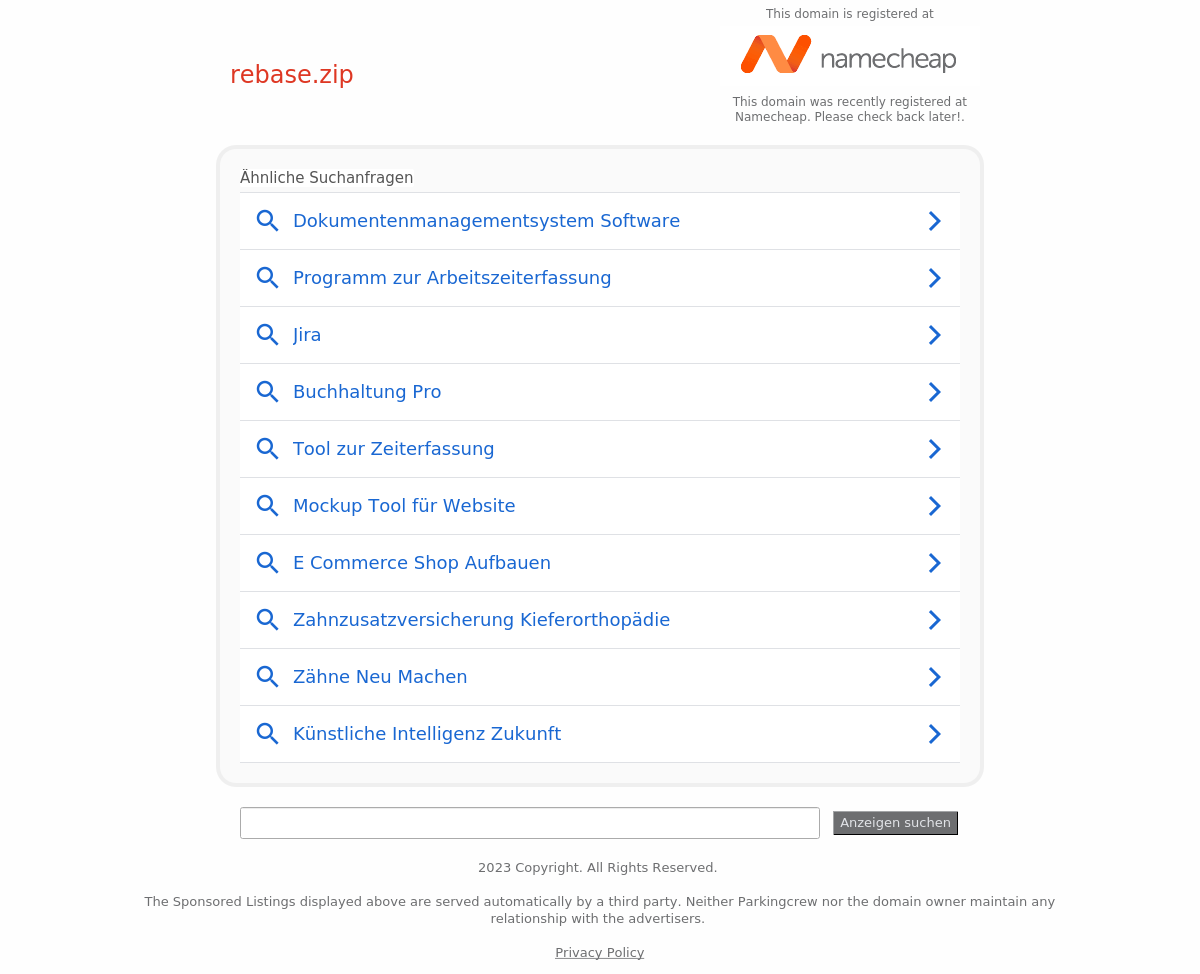 This domain is registered at
namecheap
rebase.zip
This domain was recently registered at
Namecheap. Please check back later!.
Ähnliche Suchanfragen
Dokumentenmanagementsystem Software
Programm zur Arbeitszeiterfassung
Jira
Buchhaltung Pro
Tool zur Zeiterfassung
Mockup Tool für Website
E Commerce Shop Aufbauen
Zahnzusatzversicherung Kieferorthopädie
Zähne Neu Machen
Künstliche Intelligenz Zukunft
Anzeigen suchen
2023 Copyright. All Rights Reserved.
The Sponsored Listings displayed above are served automatically by a third party. Neither Parkingcrew nor the domain owner maintain any
relationship with the advertisers.
Privacy Policy